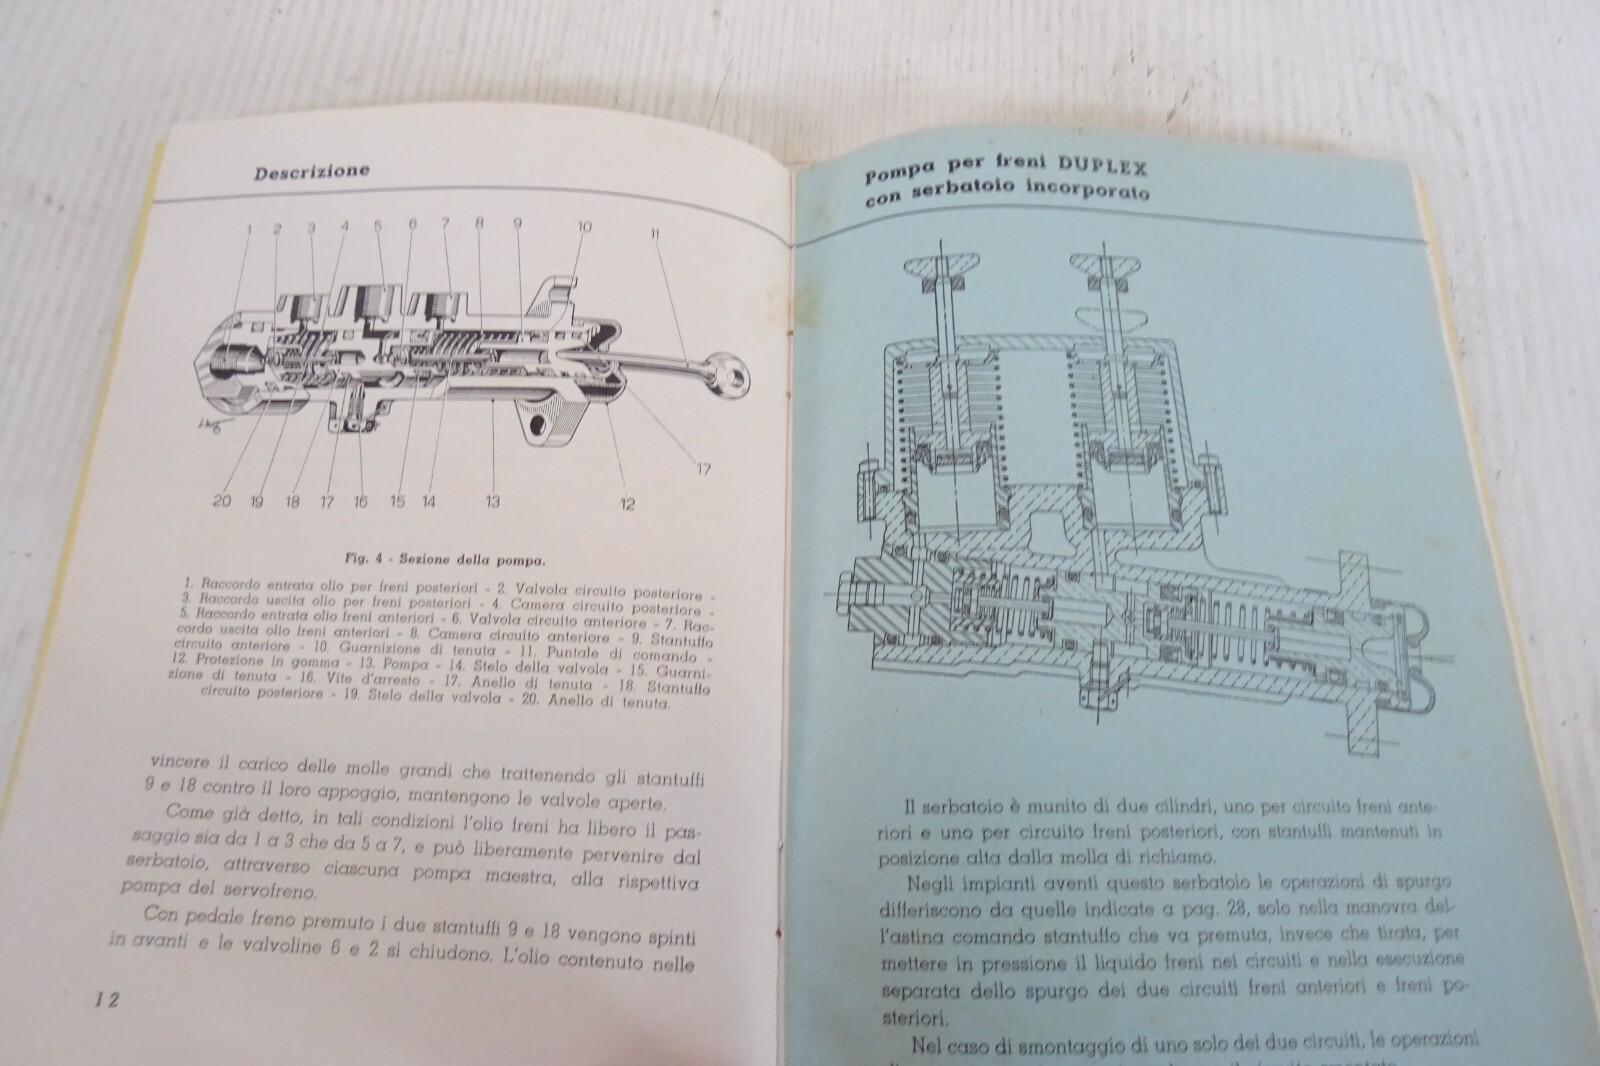 Descrizione
1 2 3 4 5 6 7 8 9 10 11
17
20 19 18 17 16 15 14 13 12
Fig. 4 - Sezione della pompa.
1. Raccordo entrata olio per freni posteriori - 2. Valvola circuito posteriore -
3. Raccordo uscita olio per freni posteriori - 4. Camera circuito posteriore -
5. Raccordo entrata olio freni anteriori - 6. Valvola circuito anteriore - 7. Rac-
cordo uscita olio freni anteriori - 8. Camera circuito anteriore - 9. Stantuffo
circuito anteriore - 10. Guarnizione di tenuta - 11. Puntale di comando -
12. Protezione in gomma - 13. Pompa - 14. Stelo della valvola - 15. Guarni-
zione di tenuta - 16. Vite d'arresto - 17. Anello di tenuta - 18. Stantuffo
circuito posteriore - 19. Stelo della valvola - 20. Anello di tenuta.
vincere il carico delle molle grandi che trattenendo gli stantuffi
9 e 18 contro il loro appoggio, mantengono le valvole aperte.
Come già detto, in tali condizioni l'olio freni ha libero il pas-
saggio sia da 1 a 3 che da 5 a 7, e può liberamente pervenire dal
serbatoio, attraverso ciascuna pompa maestra, alla rispettiva
pompa del servofreno.
Con pedale freno premuto i due stantuffi 9 e 18 vengono spinti
in avanti e le valvoline 6 e 2 si chiudono. L'olio contenuto nelle
12
Pompa per freni DUPLEX
con serbatoio incorporato
Il serbatoio è munito di due cilindri, uno per circuito freni ante-
riori e uno per circuito freni posteriori, con stantuffi mantenuti in
posizione alta dalla molla di richiamo.
Negli impianti aventi questo serbatoio le operazioni di spurgo
differiscono da quelle indicate a pag. 28, solo nella manovra del-
l'astina comando stantuffo che va premuta, invece che tirata, per
mettere in pressione il liquido freni nei circuiti e nella esecuzione
separata dello spurgo dei due circuiti freni anteriori e freni po-
steriori.
Nel caso di smontaggio di uno solo dei due circuiti, le operazioni